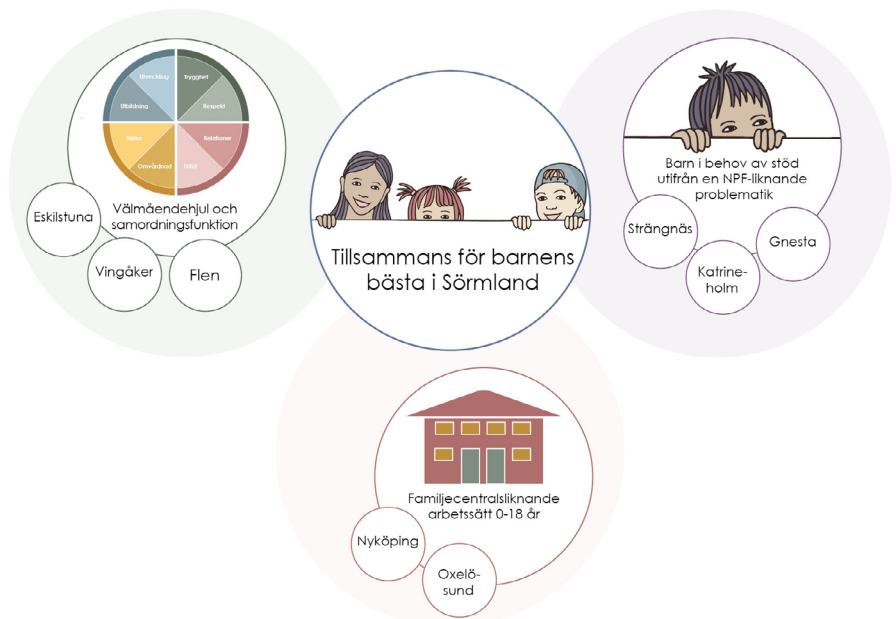 Utveckling
Trygghet
Utbildning
Respekt
Hälsa
Relationer
Omvårdnad
Fritid
Välmåendehjul och
samordningsfunktion
Eskilstuna
Vingåker
Flen
Tillsammans för barnens
bästa i Sörmland
Barn i behov av stöd
utifrån en NPF-liknande
problematik
Strängnäs
Katrine-
holm
Gnesta
Familjecentralsliknande
arbetssätt 0-18 år
Nyköping
Oxelö-
sund